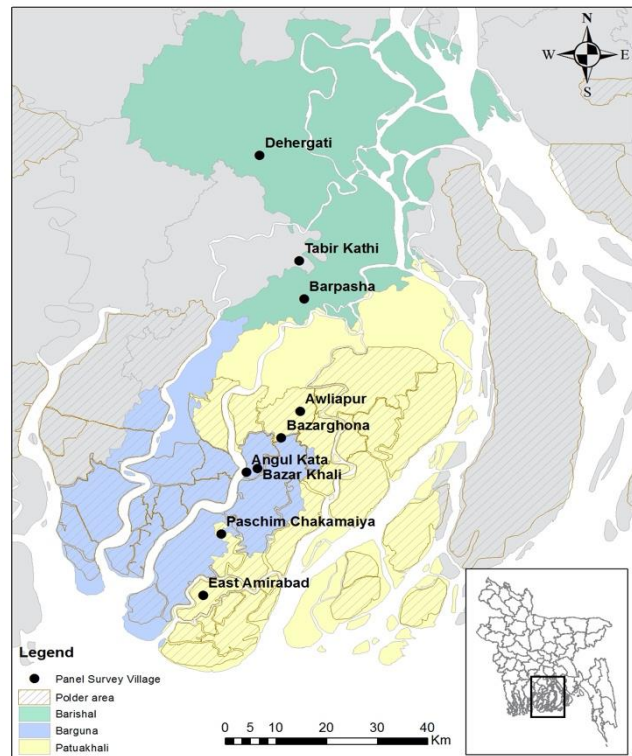 N
W E
S
Dehergati
Tabir Kathi
Barpasha
Awliapur
Bazarghona
Angul Kata
Bazar Khali
Paschim Chakamaiya
East Amirabad
Legend
Panel Survey Village
Polder area
Barishal
Barguna
Patuakhali
0 5 10 20 30 40
Km